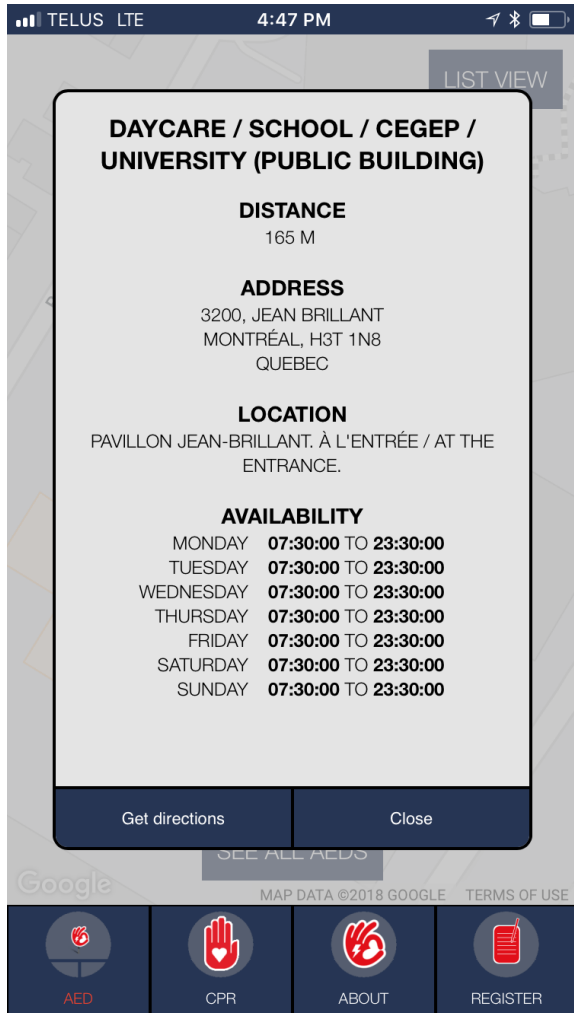 TELUS LTE 4:47 PM
LIST VIEW
DAYCARE / SCHOOL / CEGEP /
UNIVERSITY (PUBLIC BUILDING)
DISTANCE
165 M
ADDRESS
3200, JEAN BRILLANT
MONTRÉAL, H3T 1N8
QUEBEC
LOCATION
PAVILLON JEAN-BRILLANT. À L'ENTRÉE / AT THE
ENTRANCE.
AVAILABILITY
MONDAY 07:30:00 TO 23:30:00
TUESDAY 07:30:00 TO 23:30:00
WEDNESDAY 07:30:00 TO 23:30:00
THURSDAY 07:30:00 TO 23:30:00
FRIDAY 07:30:00 TO 23:30:00
SATURDAY 07:30:00 TO 23:30:00
SUNDAY 07:30:00 TO 23:30:00
Get directions Close
SEE ALL AEDS
Google
MAP DATA ©2018 GOOGLE TERMS OF USE
AED CPR ABOUT REGISTER